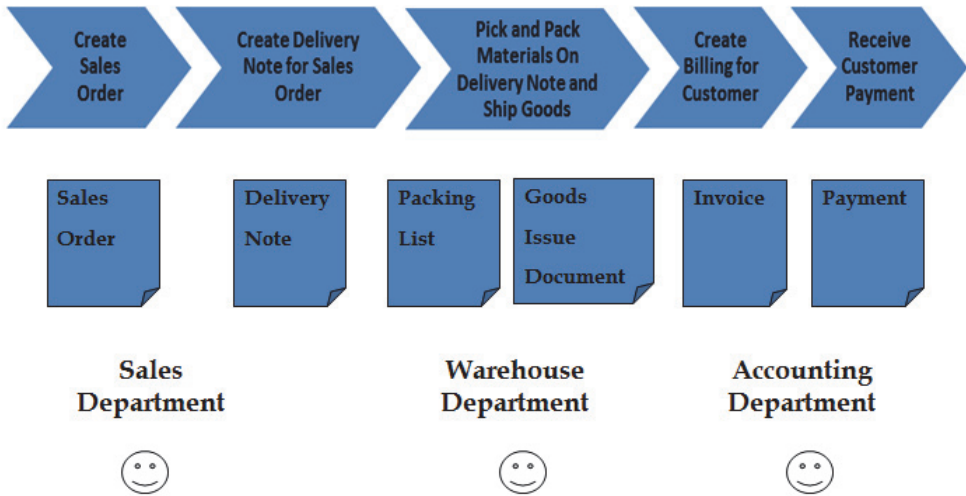 Create
Sales
Order
Create Delivery
Note for Sales
Order
Pick and Pack
Materials On
Delivery Note and
Ship Goods
Create
Billing for
Customer
Receive
Customer
Payment
Sales
Order
Delivery
Note
Packing
List
Goods
Issue
Document
Invoice
Payment
Sales
Department
Warehouse
Department
Accounting
Department